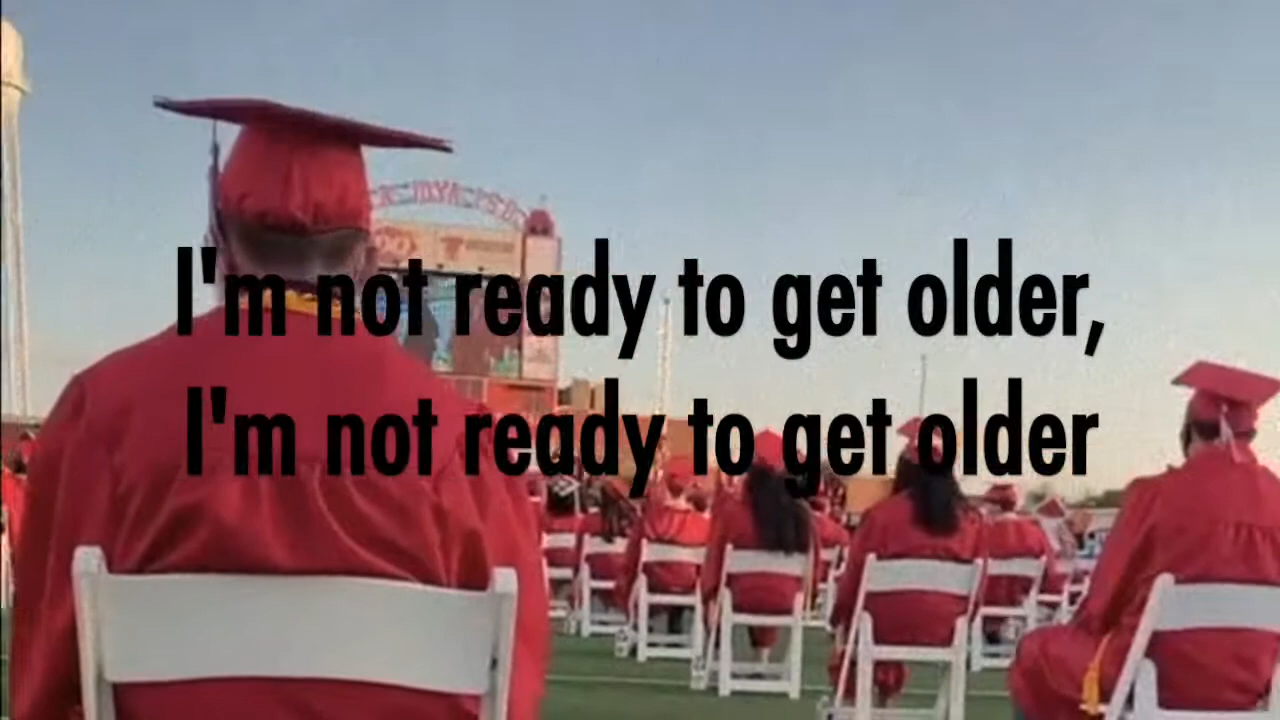 I'm not ready to get older,
I'm not ready to get older